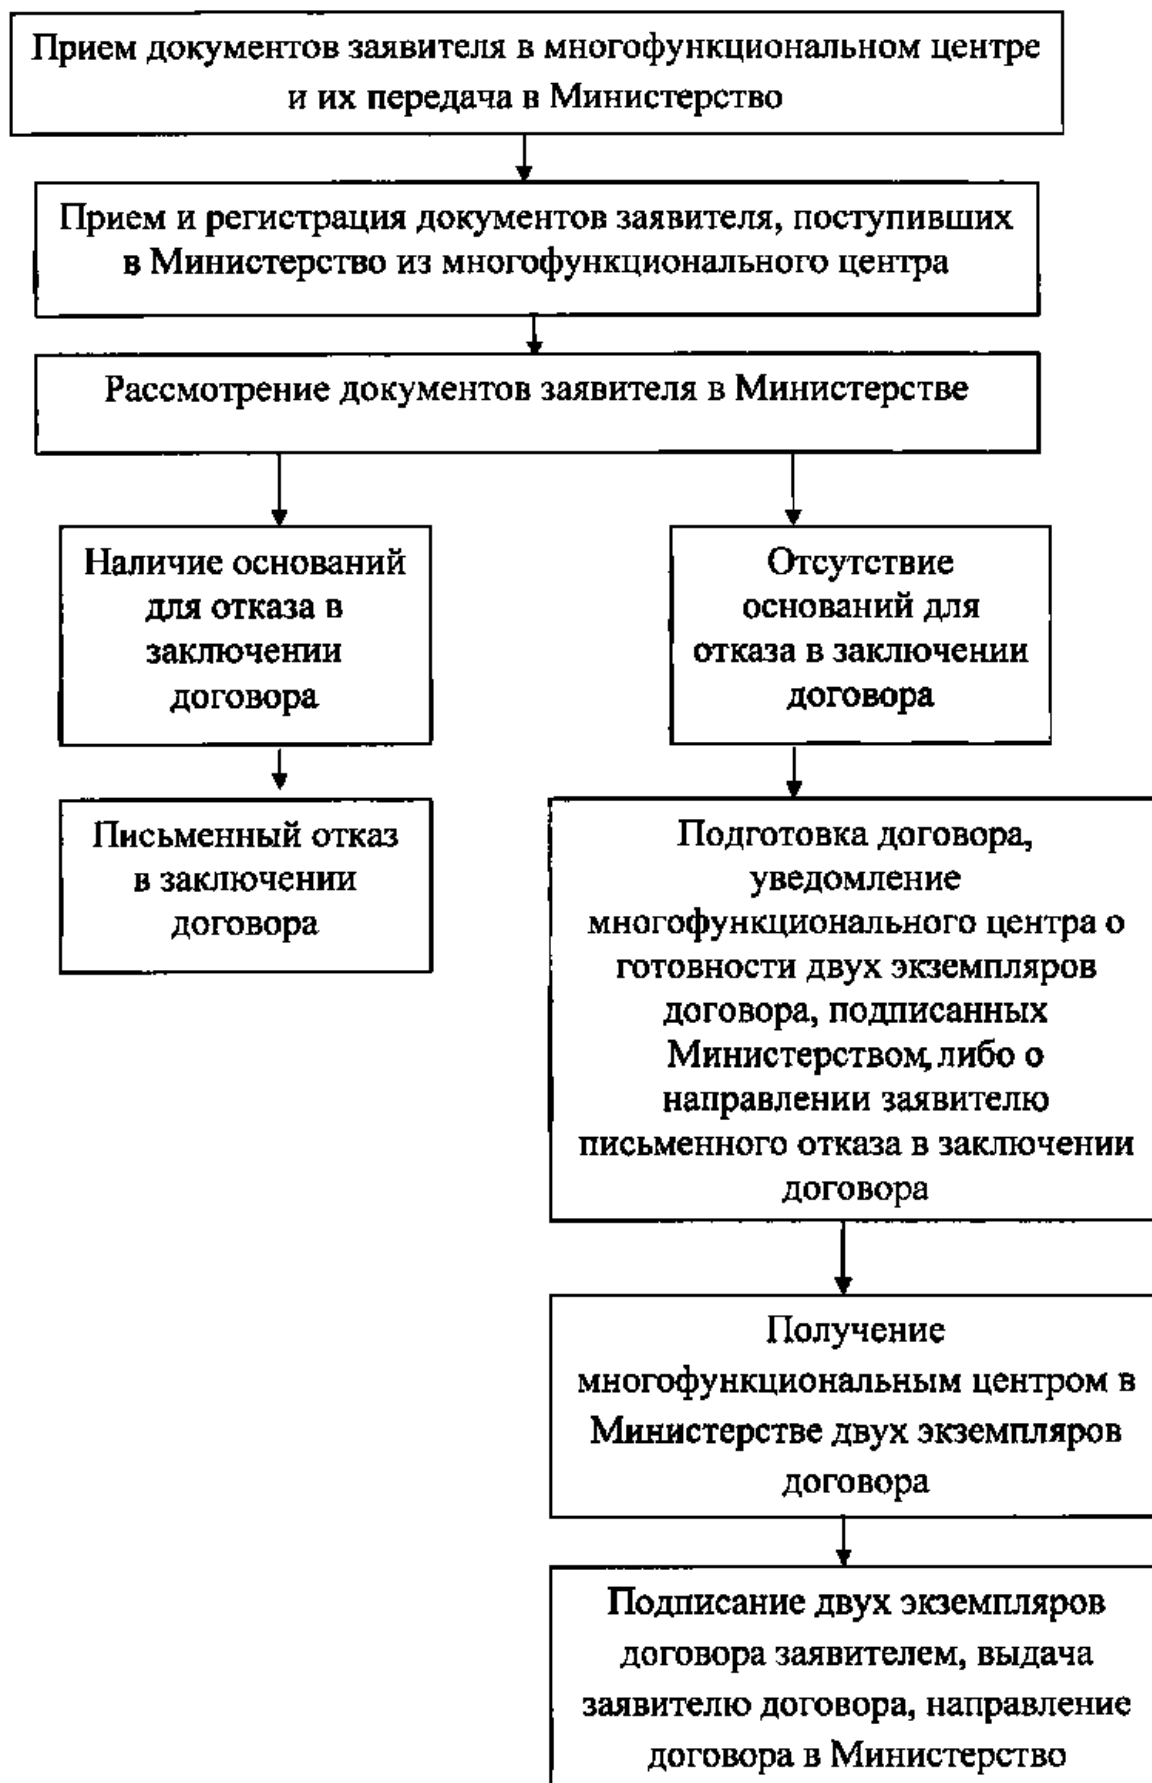 Прием документов заявителя в многофункциональном центре
и их передача в Министерство
Прием и регистрация документов заявителя, поступивших
в Министерство из многофункционального центра
Рассмотрение документов заявителя в Министерстве
Наличие оснований
для отказа в
заключении
договора
Отсутствие
оснований для
отказа в заключении
договора
Письменный отказ
в заключении
договора
Подготовка договора,
уведомление
многофункционального центра о
готовности двух экземпляров
договора, подписанных
Министерством, либо о
направлении заявителю
письменного отказа в заключении
договора
Получение
многофункциональным центром в
Министерстве двух экземпляров
договора
Подписание двух экземпляров
договора заявителем, выдача
заявителю договора, направление
договора в Министерство